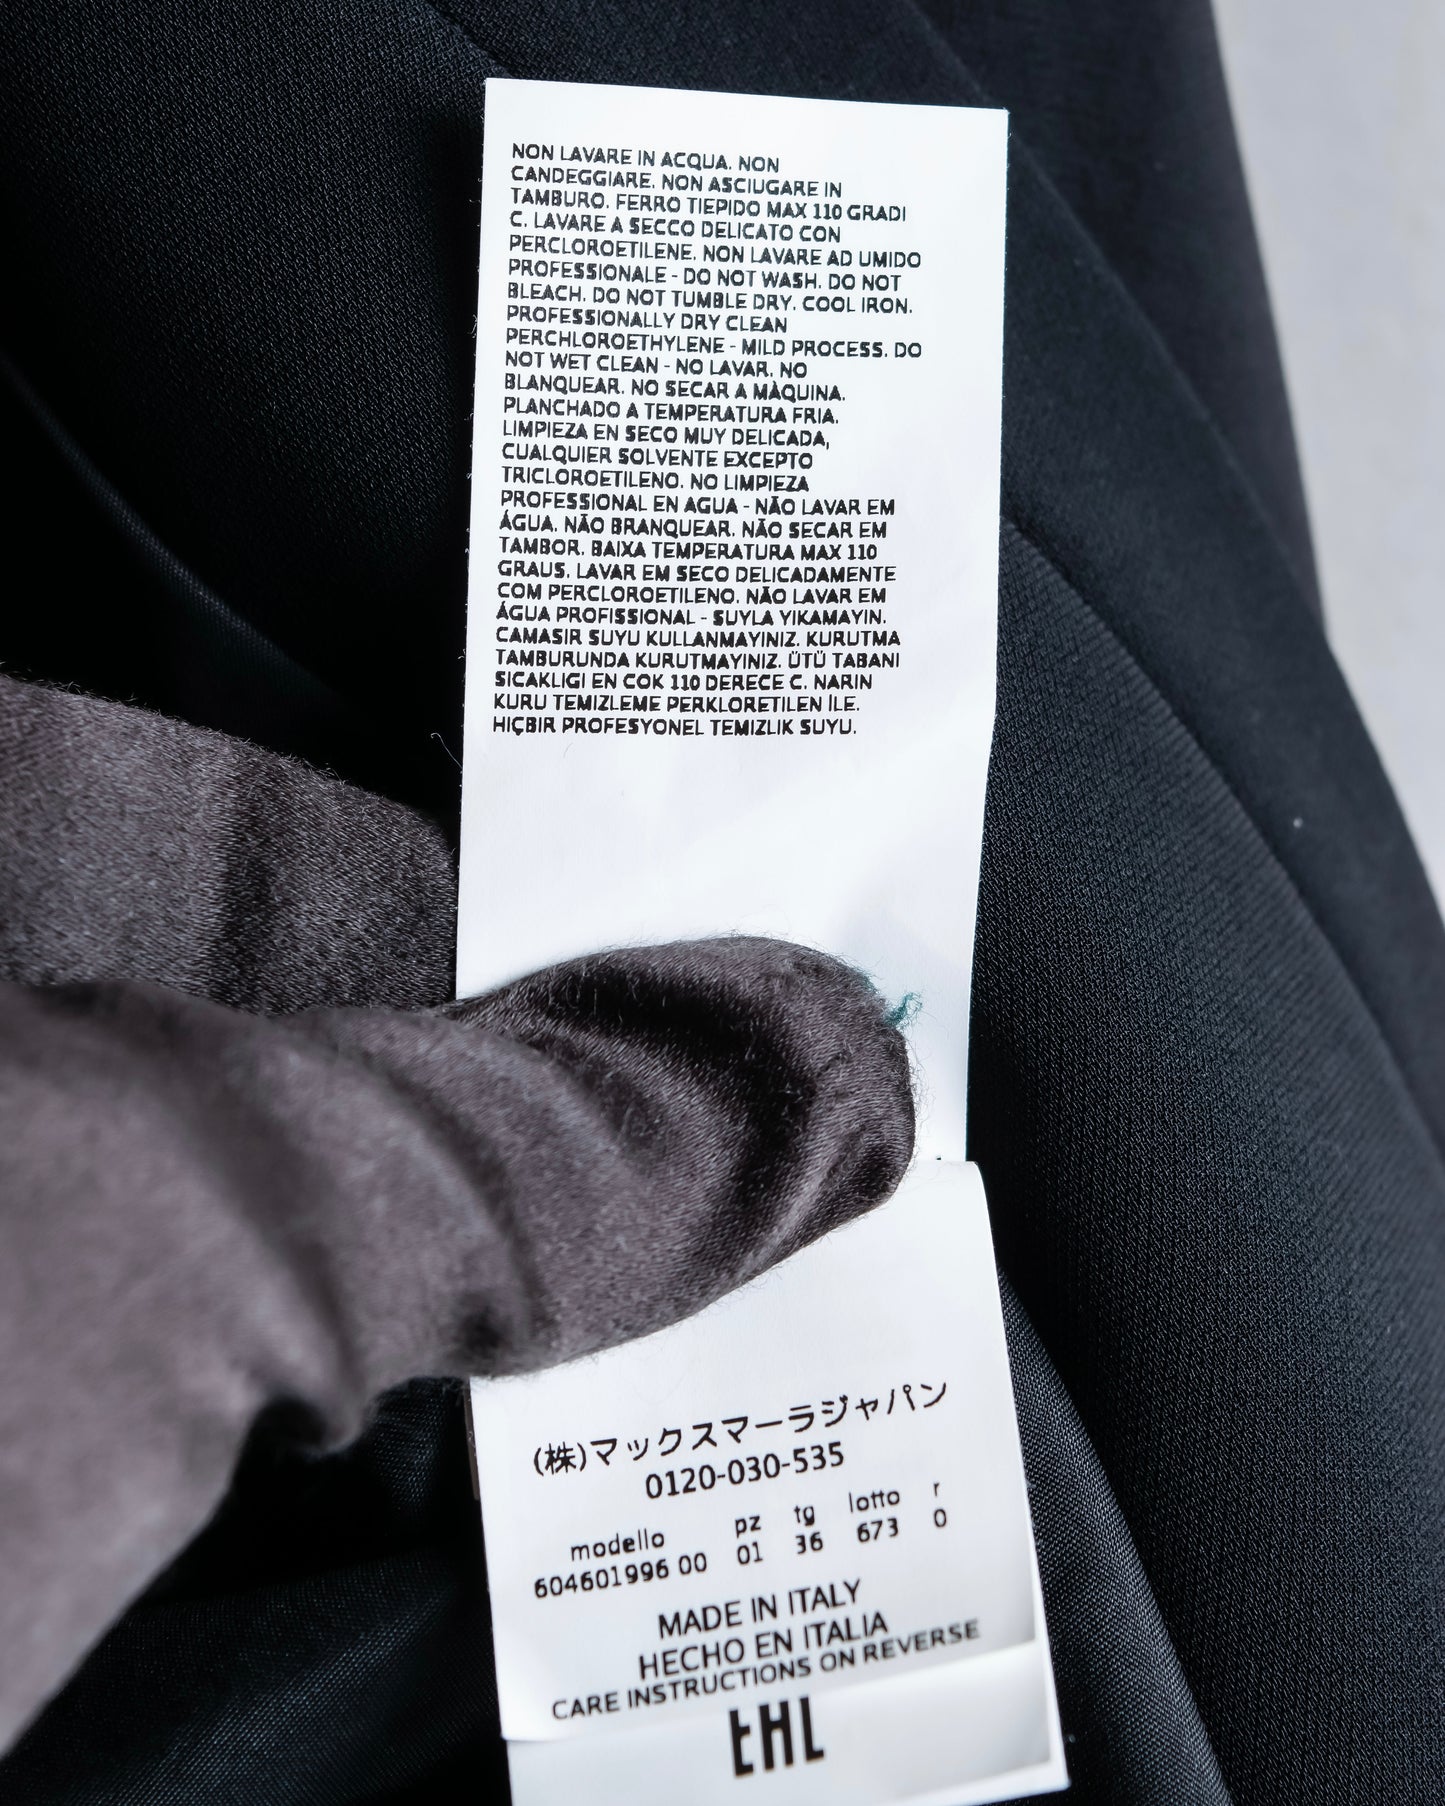 NON LAVARE IN ACQUA. NON
CANDEGGIARE. NON ASCIUGARE IN
TAMBURO. FERRO TIEPIDO MAX 110 GRADI
C. LAVARE A SECCO DELICATO CON
PERCLOROETILENE. NON LAVARE AD UMIDO
PROFESSIONALE - DO NOT WASH. DO NOT
BLEACH. DO NOT TUMBLE DRY. COOL IRON.
PROFESSIONALLY DRY CLEAN
PERCHLOROETHYLENE - MILD PROCESS. DO
NOT WET CLEAN - NO LAVAR. NO
BLANQUEAR. NO SECAR A MÀQUINA.
PLANCHADO A TEMPERATURA FRIA.
LIMPIEZA EN SECO MUY DELICADA,
CUALQUIER SOLVENTE EXCEPTO
TRICLOROETILENO. NO LIMPIEZA
PROFESSIONAL EN AGUA - NÃO LAVAR EM
ÁGUA. NÃO BRANQUEAR. NÃO SECAR EM
TAMBOR. BAIXA TEMPERATURA MAX 110
GRAUS. LAVAR EM SECO DELICADAMENTE
COM PERCLOROETILENO. NÃO LAVAR EM
ÁGUA PROFISSIONAL - SUYLA YIKAMAYIN.
CAMASIR SUYU KULLANMAYINIZ. KURUTMA
TAMBURUNDA KURUTMAYINIZ. ÜTÜ TABANI
SICAKLIGI EN COK 110 DERECE C. NARIN
KURU TEMIZLEME PERKLORETILEN İLE.
HIÇBIR PROFESYONEL TEMIZLIK SUYU.
(株)マックスマーラジャパン
0120-030-535
modello pz tg lotto r
604601996 00 01 36 673 0
MADE IN ITALY
HECHO EN ITALIA
CARE INSTRUCTIONS ON REVERSE
EAC